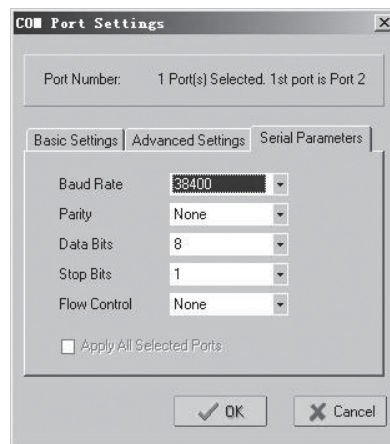 COM Port Settings
Port Number: 1 Port(s) Selected. 1st port is Port 2
Basic Settings Advanced Settings Serial Parameters
Baud Rate 38400
Parity None
Data Bits 8
Stop Bits 1
Flow Control None
Apply All Selected Ports
OK Cancel